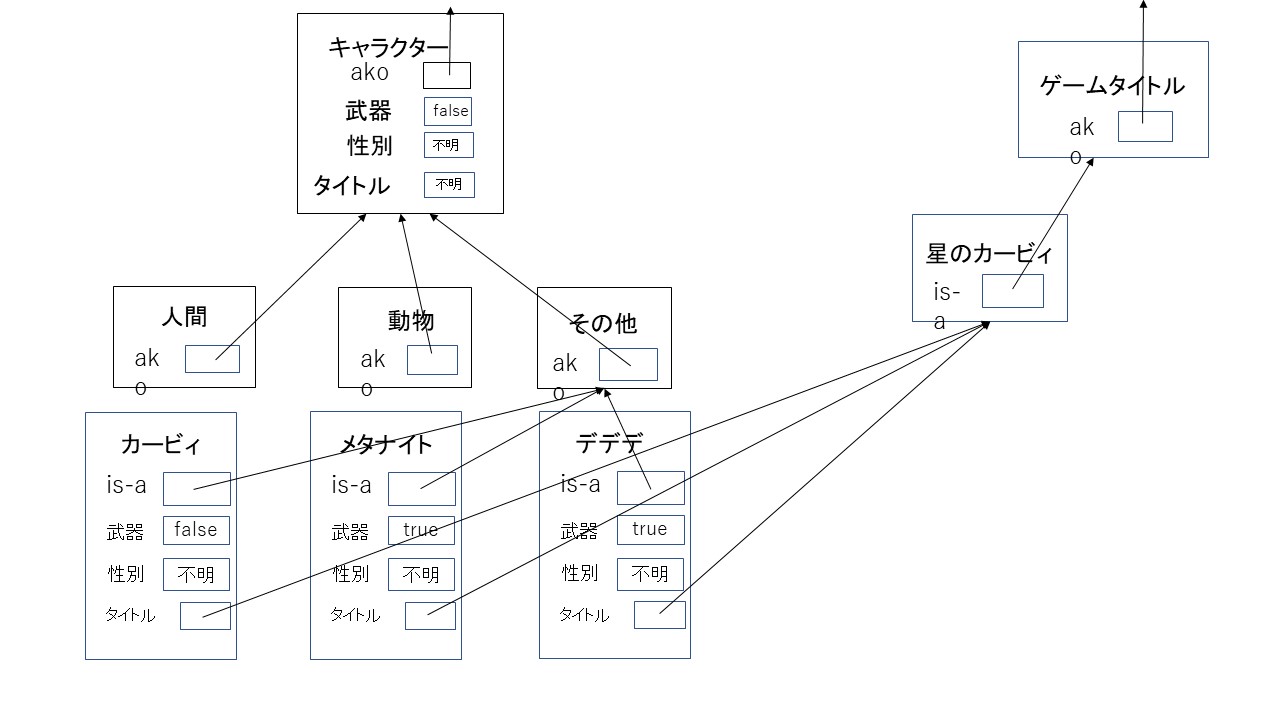 キャラクター
ako
武器
false
性別
不明
タイトル
不明
ゲームタイトル
ak
o
星のカービィ
is-
a
人間
ak
o
動物
ak
o
その他
ak
o
カービィ
is-a
武器
false
性別
不明
タイトル
メタナイト
is-a
武器
true
性別
不明
タイトル
デデデ
is-a
武器
true
性別
不明
タイトル